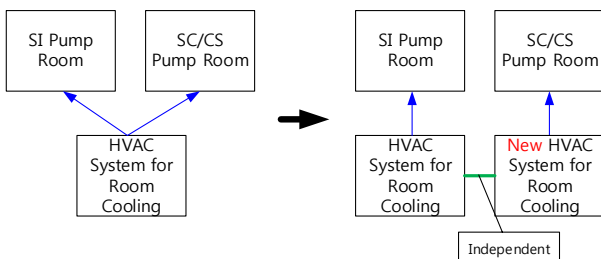 SI Pump
Room
SC/CS
Pump Room
HVAC
System for
Room
Cooling
SI Pump
Room
SC/CS
Pump Room
HVAC
System for
Room
Cooling
New HVAC
System for
Room
Cooling
Independent